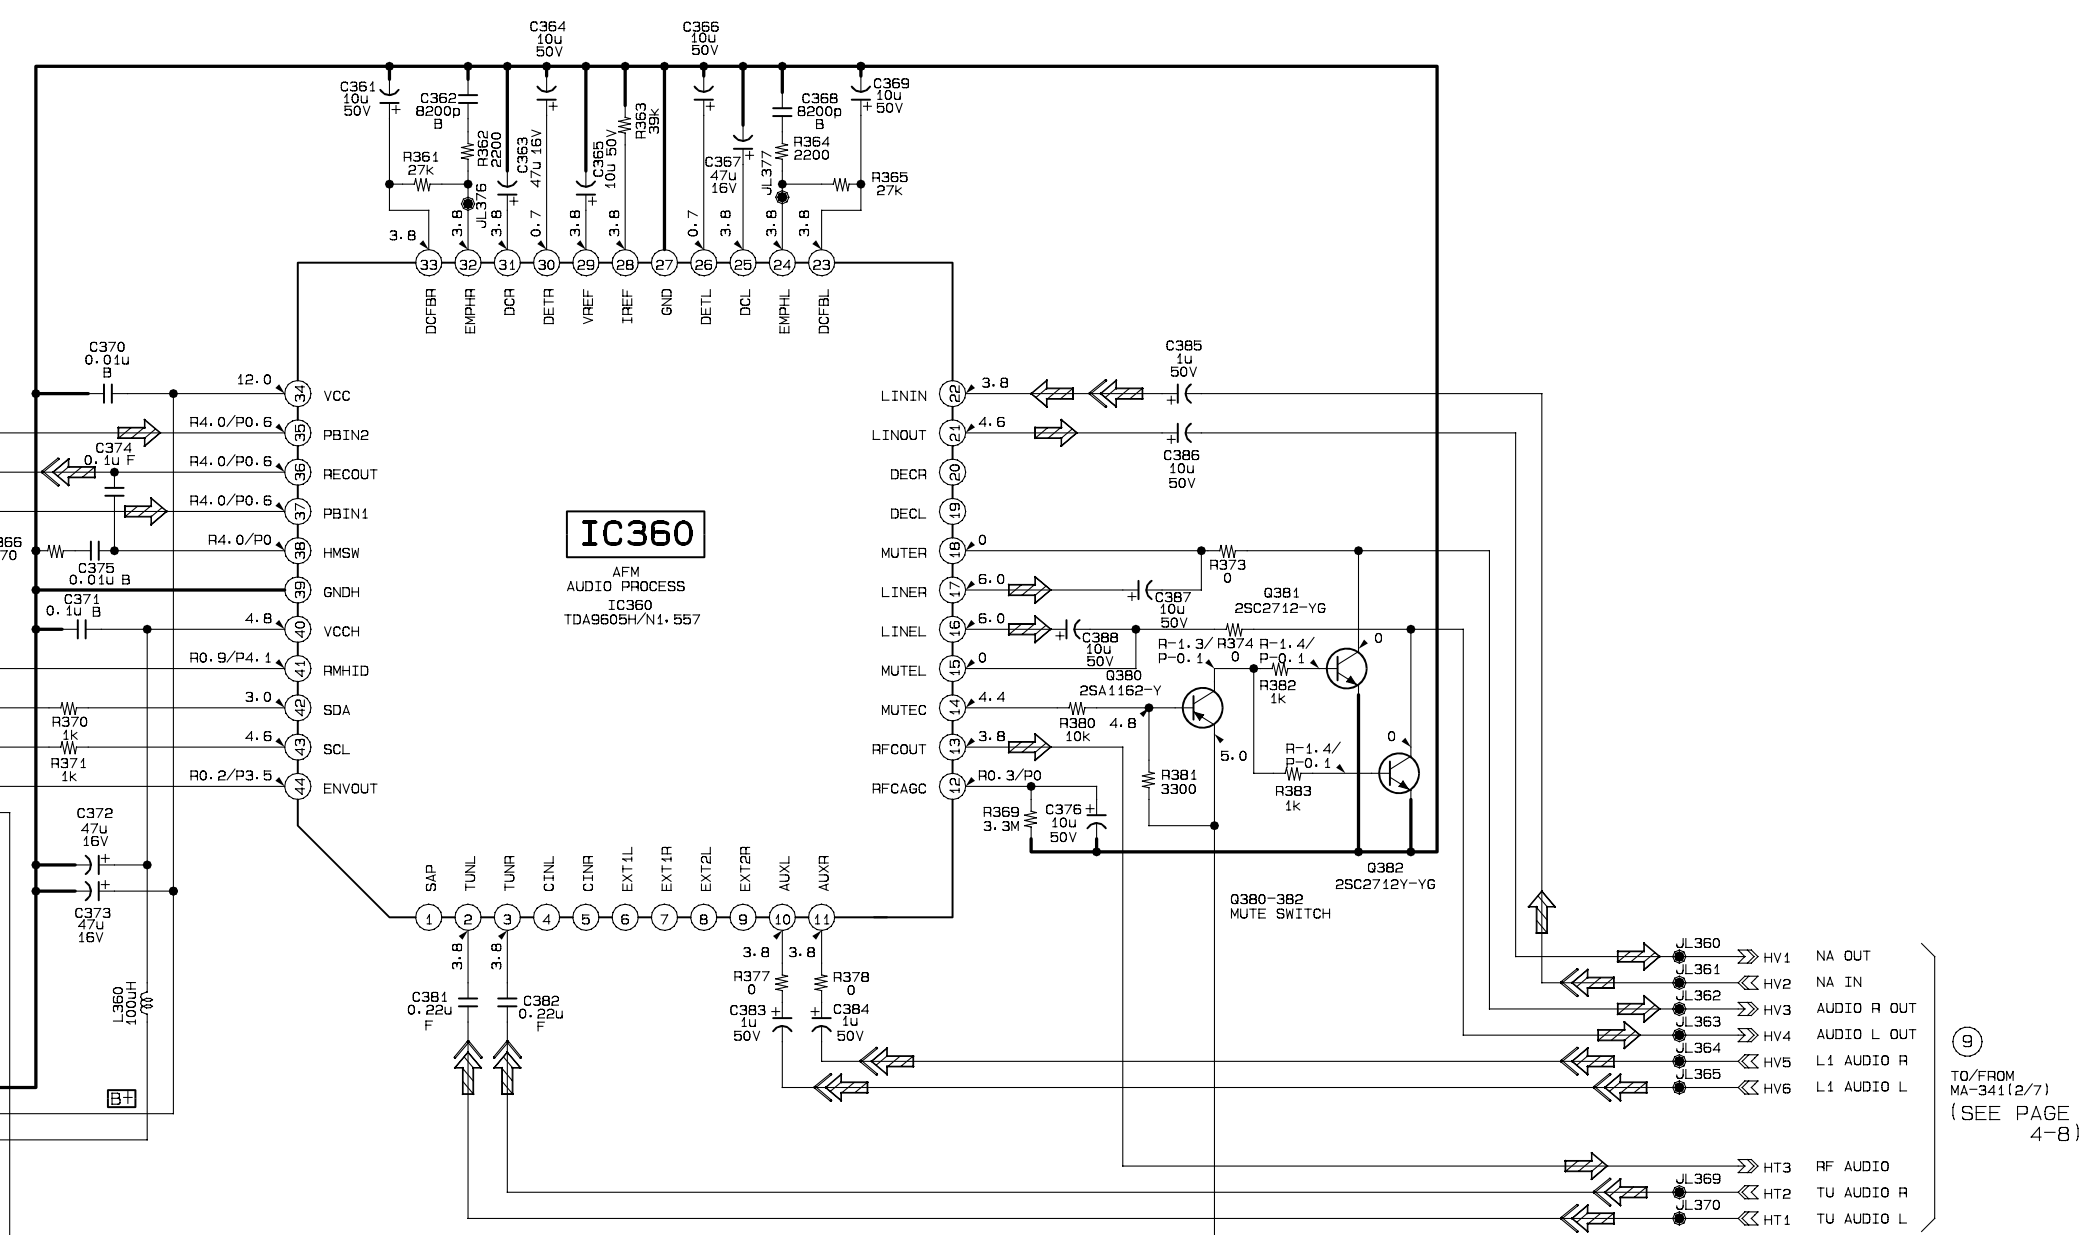 C364
10u
50V
C366
10u
50V
C361
10u
50V
C362
8200p
B
R362
2200
C363
47u 16V
C365
10u 50V
R363
39k
C367
47u
16V
JL377
C368
8200p
B
R364
2200
C369
10u
50V
R361
27k
JL376
R365
27k
3.8
3.8
3.8
0.7
3.8
3.8
0.7
3.8
3.8
3.8
33
32
31
30
29
28
27
26
25
24
23
DCFBR
EMPHR
DCR
DETR
VREF
IREF
GND
DETL
DCL
EMPHL
DCFBL
C370
0.01u
B
12.0
34
VCC
R4.0/P0.6
35
PBIN2
C374
0.1u F
R4.0/P0.6
36
RECOUT
R4.0/P0.6
37
PBIN1
366
70
R4.0/P0
38
HMSW
C375
0.01u B
39
GNDH
C371
0.1u B
4.8
40
VCCH
R0.9/P4.1
41
RMHID
3.0
42
SDA
R370
1k
4.6
43
SCL
R371
1k
R0.2/P3.5
44
ENVOUT
C372
47u
16V
C373
47u
16V
L360
100uH
B+
IC360
AFM
AUDIO PROCESS
IC360
TDA9605H/N1.557
LININ
22
3.8
C385
1u
50V
LINOUT
21
4.6
C386
10u
50V
DECR
20
DECL
19
MUTER
18
0
R373
0
LINER
17
6.0
C387
10u
50V
Q381
2SC2712-YG
LINEL
16
6.0
C388
10u
50V
R-1.3/
P-0.1
R374
0
R-1.4/
P-0.1
0
MUTEL
15
0
Q380
2SA1162-Y
R382
1k
MUTEC
14
4.4
R380
10k
4.8
RFCOUT
13
3.8
5.0
R-1.4/
P-0.1
0
RFCAGC
12
R0.3/P0
R381
3300
R383
1k
R369
3.3M
C376
10u
50V
Q382
2SC2712Y-YG
Q380-382
MUTE SWITCH
SAP
TUNL
TUNR
CINL
CINR
EXT1L
EXT1R
EXT2L
EXT2R
AUXL
AUXR
1
2
3
4
5
6
7
8
9
10
11
3.8
3.8
3.8
3.8
C381
0.22u
F
C382
0.22u
F
R377
0
R378
0
C383
1u
50V
C384
1u
50V
JL360
HV1 NA OUT
JL361
HV2 NA IN
JL362
HV3 AUDIO R OUT
JL363
HV4 AUDIO L OUT
JL364
HV5 L1 AUDIO R
JL365
HV6 L1 AUDIO L
HT3 RF AUDIO
JL369
HT2 TU AUDIO R
JL370
HT1 TU AUDIO L
9
TO/FROM
MA-341(2/7)
(SEE PAGE
4-8)